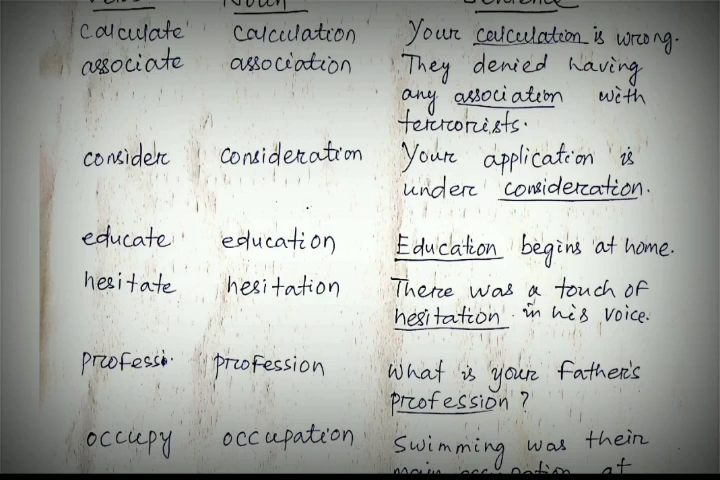 calculate calculation Your calculation is wrong.
associate association They denied having
any association with
terrorists.
consider consideration Your application is
under consideration.
educate education Education begins at home.
hesitate hesitation There was a touch of
hesitation in his voice.
profess profession What is your Father's
profession?
occupy occupation Swimming was their